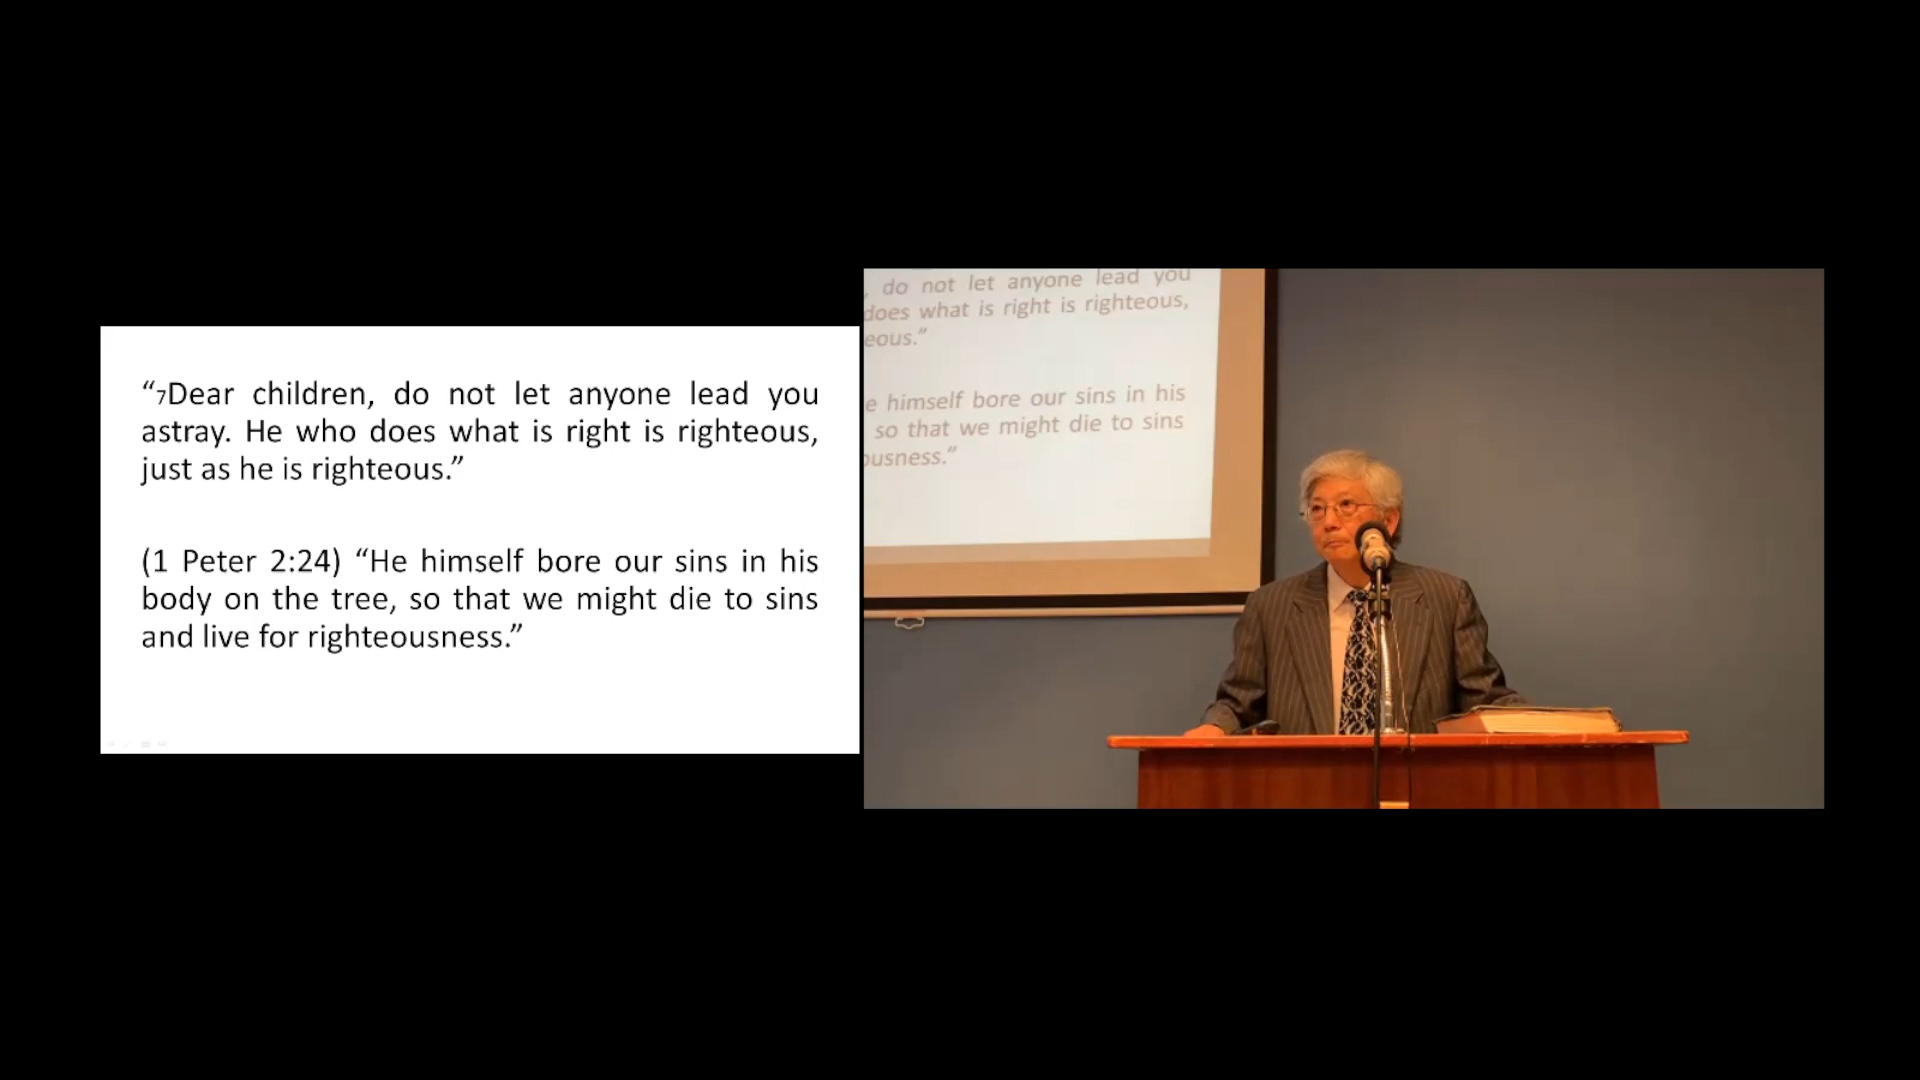 “7Dear children, do not let anyone lead you
astray. He who does what is right is righteous,
just as he is righteous.”
(1 Peter 2:24) “He himself bore our sins in his
body on the tree, so that we might die to sins
and live for righteousness.”
, do not let anyone lead you
does what is right is righteous,
eous.”
e himself bore our sins in his
so that we might die to sins
ousness.”